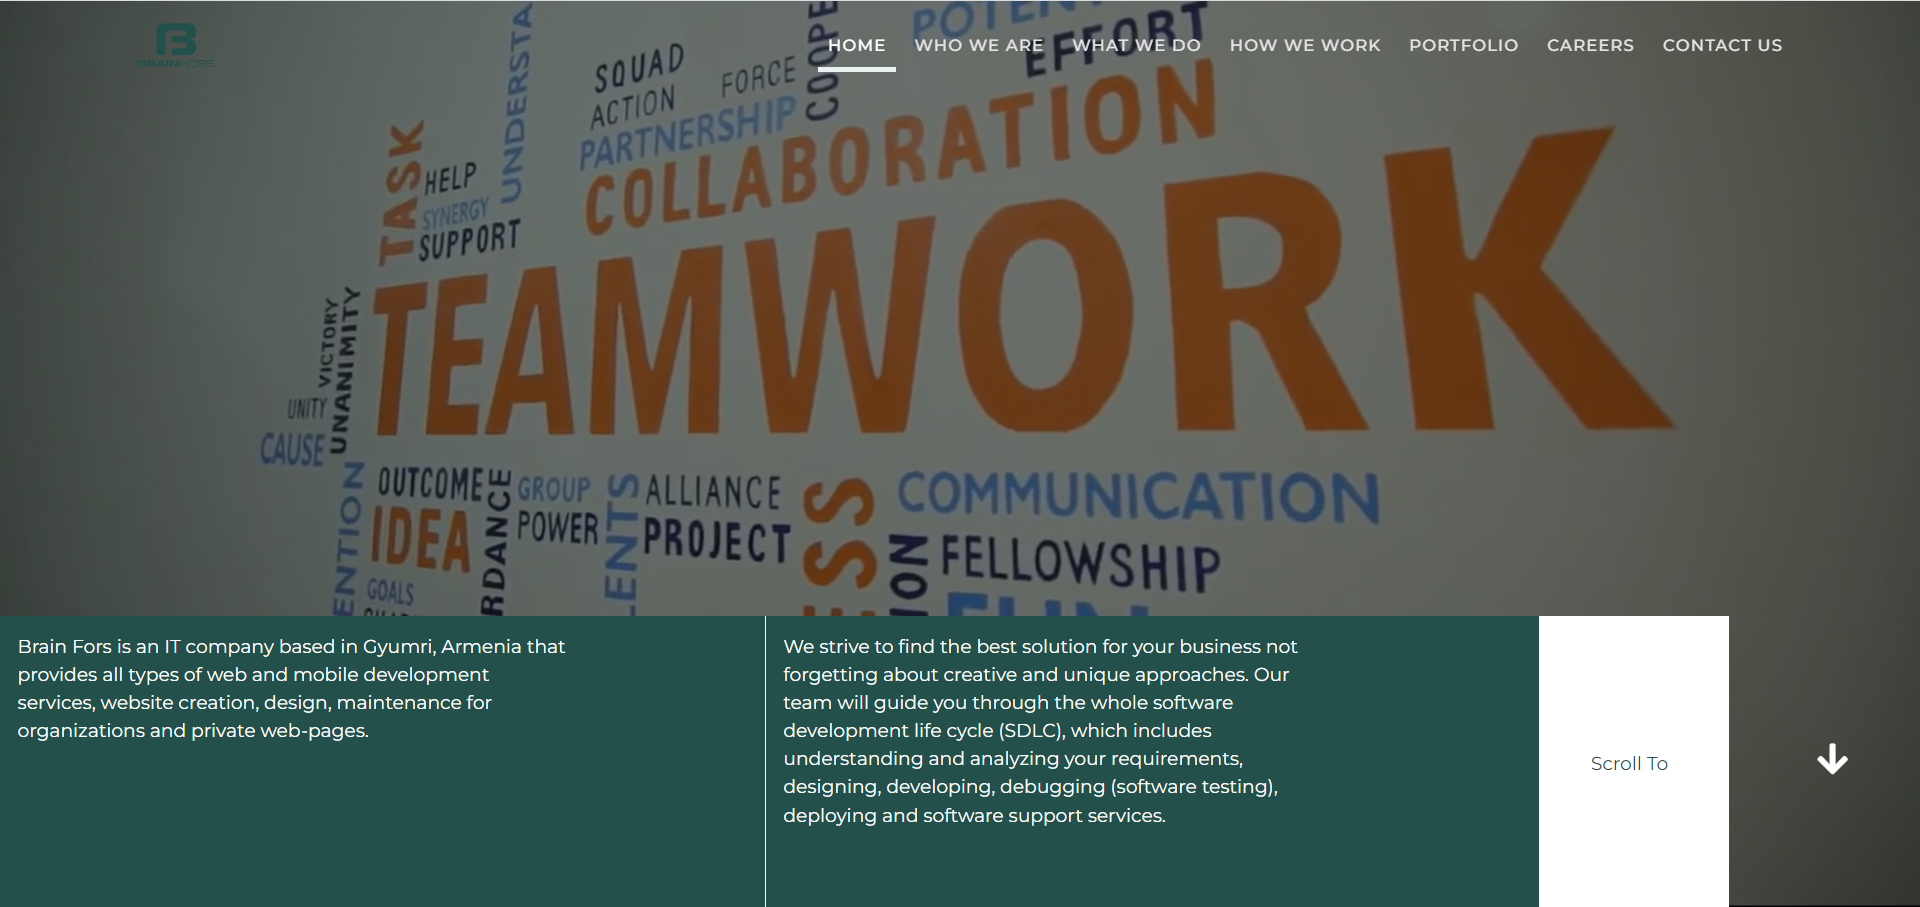 BRAINFORS
HOME WHO WE ARE WHAT WE DO HOW WE WORK PORTFOLIO CAREERS CONTACT US
EFFORT
SQUAD
FORCE
ACTION
PARTNERSHIP
COLLABORATION
TASK
HELP
SYNERGY
SUPPORT
TEAMWORK
VICTORY
UNANIMITY
UNITY
CAUSE
OUTCOME
IDEA
GOALS
GROUP
POWER
ALLIANCE
PROJECT
COMMUNICATION
FELLOWSHIP
Brain Fors is an IT company based in Gyumri, Armenia that
provides all types of web and mobile development
services, website creation, design, maintenance for
organizations and private web-pages.
We strive to find the best solution for your business not
forgetting about creative and unique approaches. Our
team will guide you through the whole software
development life cycle (SDLC), which includes
understanding and analyzing your requirements,
designing, developing, debugging (software testing),
deploying and software support services.
Scroll To